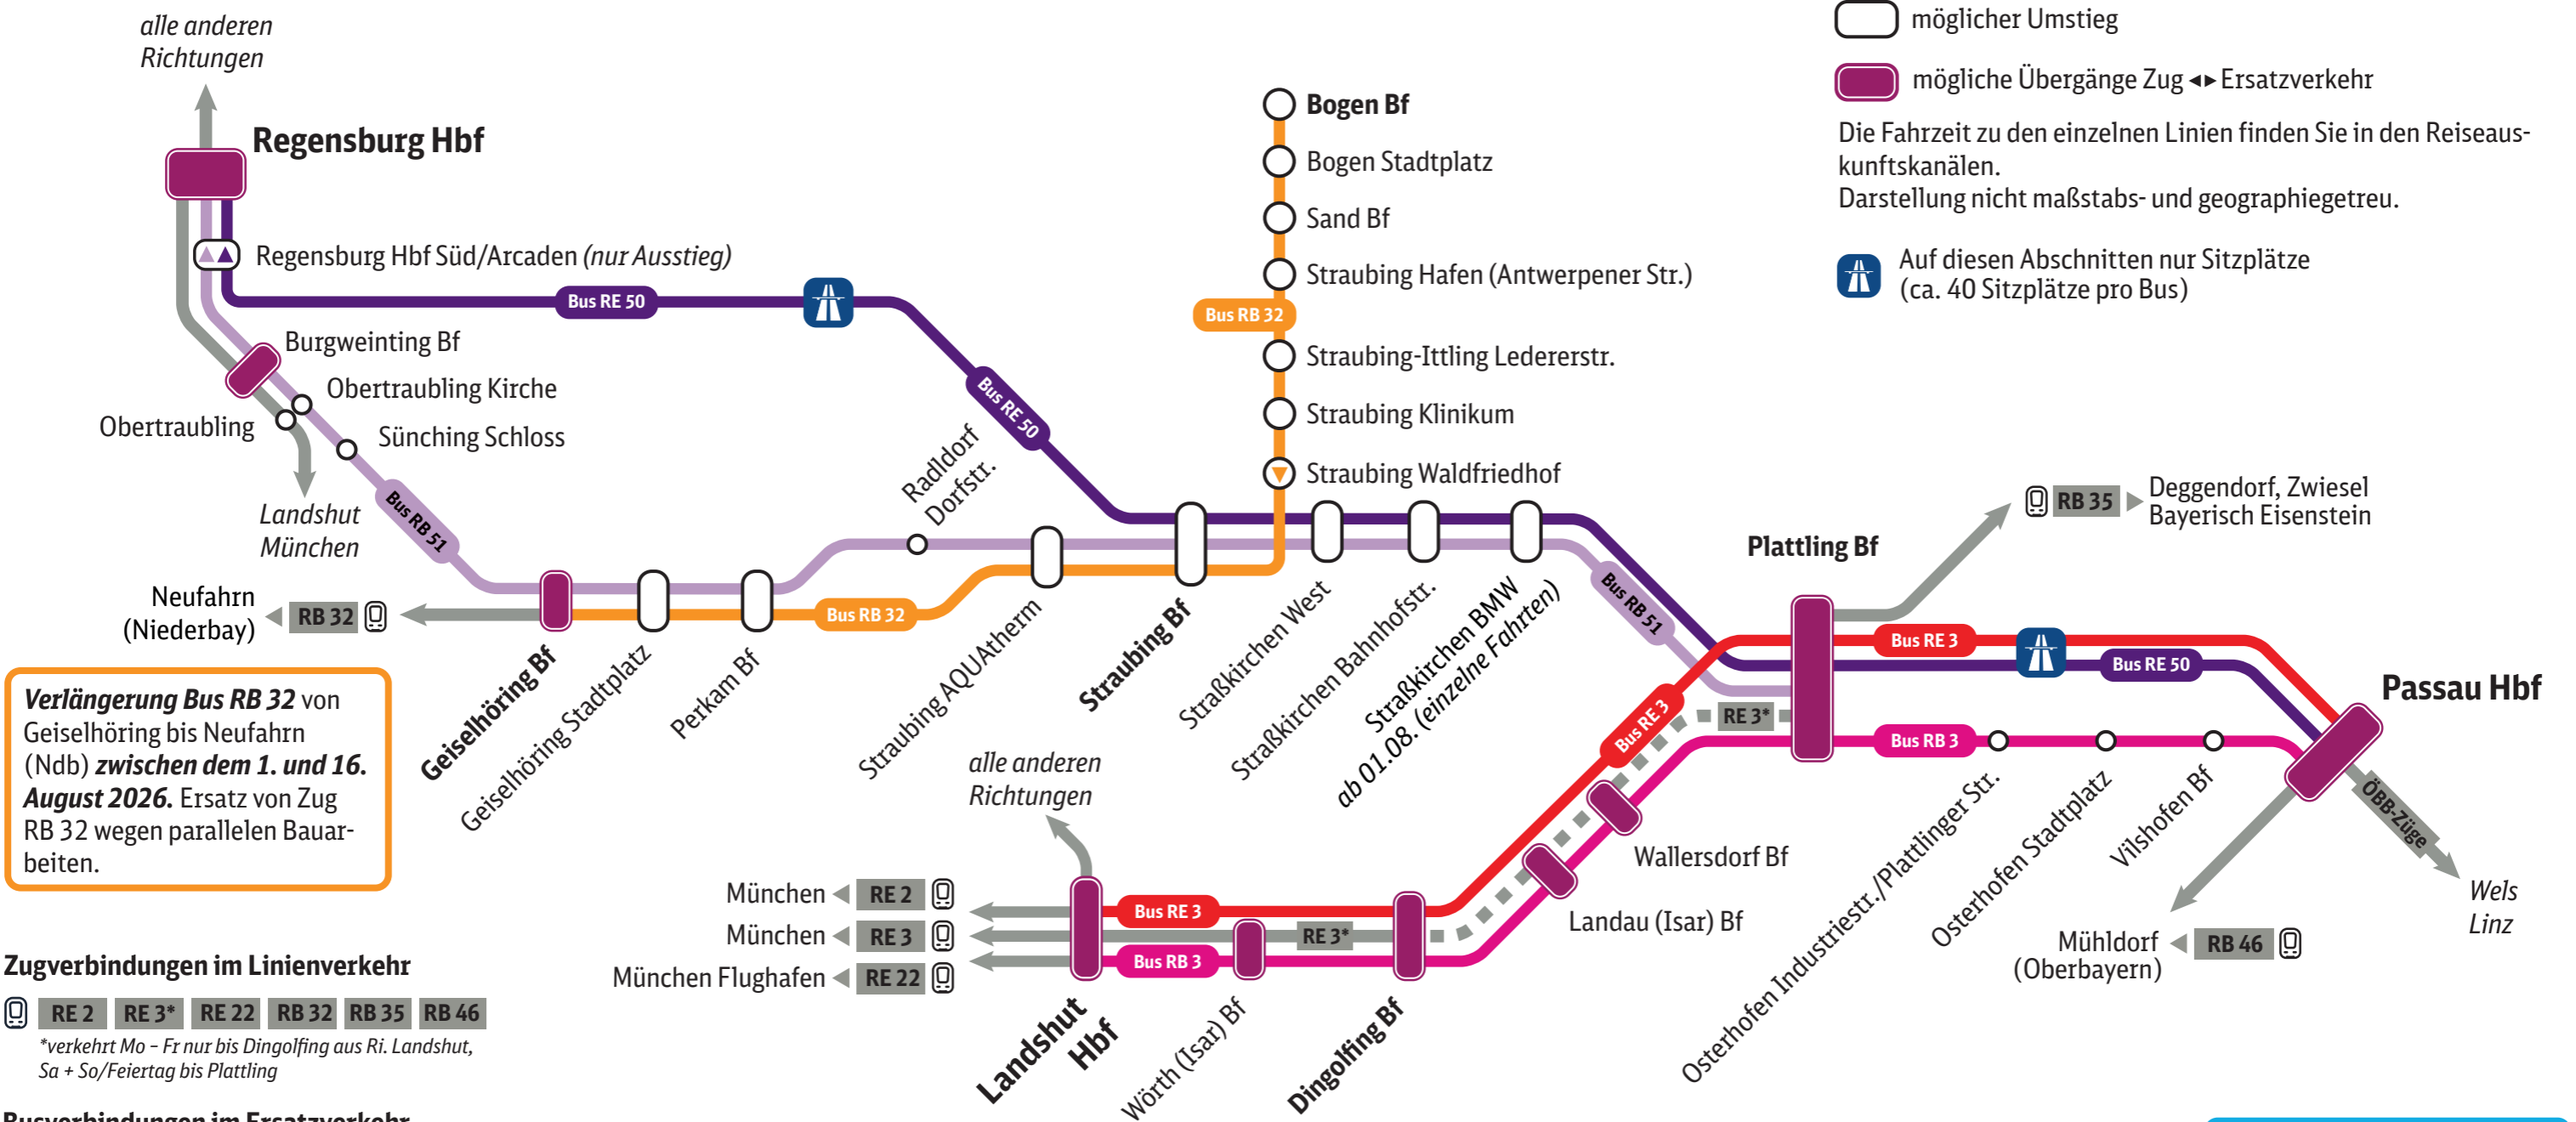 alle anderen
Richtungen
Regensburg Hbf
Regensburg Hbf Süd/Arcaden (nur Ausstieg)
Bus RE 50
Burgweinting Bf
Obertraubling Kirche
Obertraubling
Sünching Schloss
Landshut
München
Bus RB 51
Bus RE 50
Radldorf
Dorfstr.
Neufahrn
(Niederbay)
RB 32
Bus RB 32
Bogen Bf
Bogen Stadtplatz
Sand Bf
Straubing Hafen (Antwerpener Str.)
Bus RB 32
Straubing-Ittling Ledererstr.
Straubing Klinikum
Straubing Waldfriedhof
möglicher Umstieg
mögliche Übergänge Zug ◂▸ Ersatzverkehr
Die Fahrzeit zu den einzelnen Linien finden Sie in den Reiseaus-
kunftskanälen.
Darstellung nicht maßstabs- und geographiegetreu.
Auf diesen Abschnitten nur Sitzplätze
(ca. 40 Sitzplätze pro Bus)
Geiselhöring Bf
Geiselhöring Stadtplatz
Perkam Bf
Straubing AQUAtherm
Straubing Bf
Straßkirchen West
Straßkirchen Bahnhofstr.
Straßkirchen BMW
ab 01.08. (einzelne Fahrten)
Bus RB 51
Plattling Bf
RB 35
Deggendorf, Zwiesel
Bayerisch Eisenstein
Bus RE 3
Bus RE 50
Passau Hbf
Bus RE 3
RE 3*
Bus RB 3
Osterhofen Industriestr./Plattlinger Str.
Osterhofen Stadtplatz
Vilshofen Bf
ÖBB-Züge
Wels
Linz
Mühldorf
(Oberbayern)
RB 46
Wallersdorf Bf
Landau (Isar) Bf
alle anderen
Richtungen
München
RE 2
München
RE 3
München Flughafen
RE 22
Bus RE 3
RE 3*
Bus RB 3
Landshut
Hbf
Wörth (Isar) Bf
Dingolfing Bf
Verlängerung Bus RB 32 von
Geiselhöring bis Neufahrn
(Ndb) zwischen dem 1. und 16.
August 2026. Ersatz von Zug
RB 32 wegen parallelen Bauar-
beiten.
Zugverbindungen im Linienverkehr
RE 2 RE 3* RE 22 RB 32 RB 35 RB 46
*verkehrt Mo – Fr nur bis Dingolfing aus Ri. Landshut,
Sa + So/Feiertag bis Plattling
Busverbindungen im Ersatzverkehr